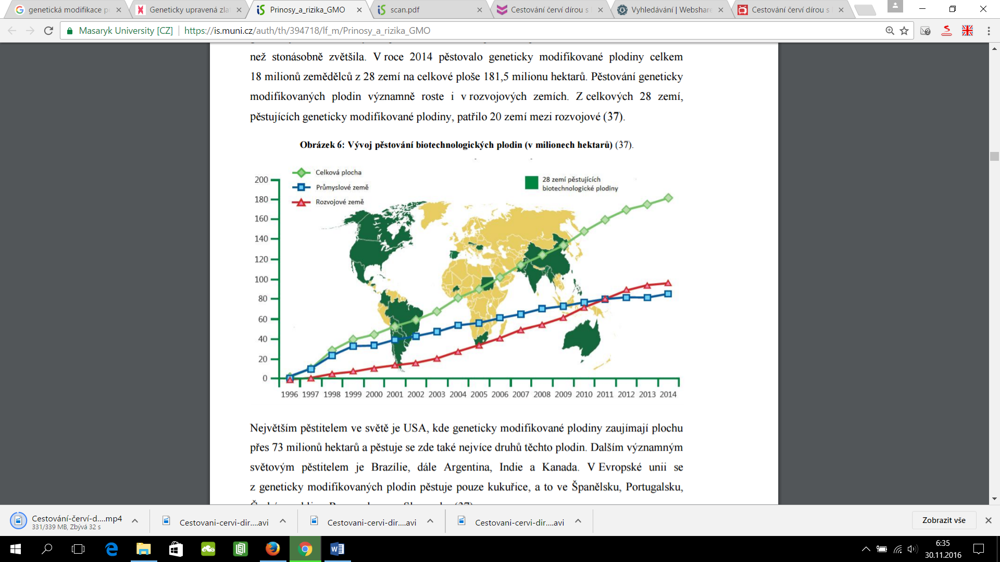 genetická modifikace p
Geneticky upravená zla
Prinosy_a_rizika_GMO
scan.pdf
Cestování červí dírou s
Vyhledávání | Webshare
Cestování červí dírou s
Masaryk University [CZ]
https://is.muni.cz/auth/th/394718/lf_m/Prinosy_a_rizika_GMO
než stonásobně zvětšila. V roce 2014 pěstovalo geneticky modifikované plodiny celkem
18 milionů zemědělců z 28 zemí na celkové ploše 181,5 milionu hektarů. Pěstování geneticky
modifikovaných plodin významně roste i v rozvojových zemích. Z celkových 28 zemí,
pěstujících geneticky modifikované plodiny, patřilo 20 zemí mezi rozvojové (37).
Obrázek 6: Vývoj pěstování biotechnologických plodin (v milionech hektarů) (37).
Celková plocha
Průmyslové země
Rozvojové země
28 zemí pěstujících
biotechnologické plodiny
200
180
160
140
120
100
80
60
40
20
0
1996 1997 1998 1999 2000 2001 2002 2003 2004 2005 2006 2007 2008 2009 2010 2011 2012 2013 2014
Největším pěstitelem ve světě je USA, kde geneticky modifikované plodiny zaujímají plochu
přes 73 milionů hektarů a pěstuje se zde také nejvíce druhů těchto plodin. Dalším významným
světovým pěstitelem je Brazílie, dále Argentina, Indie a Kanada. V Evropské unii se
z geneticky modifikovaných plodin pěstuje pouze kukuřice, a to ve Španělsku, Portugalsku,
Cestování-červí-d....mp4
331/339 MB, Zbývá 32 s
Cestovani-cervi-dir....avi
Cestovani-cervi-dir....avi
Cestovani-cervi-dir....avi
Zobrazit vše
6:35
30.11.2016